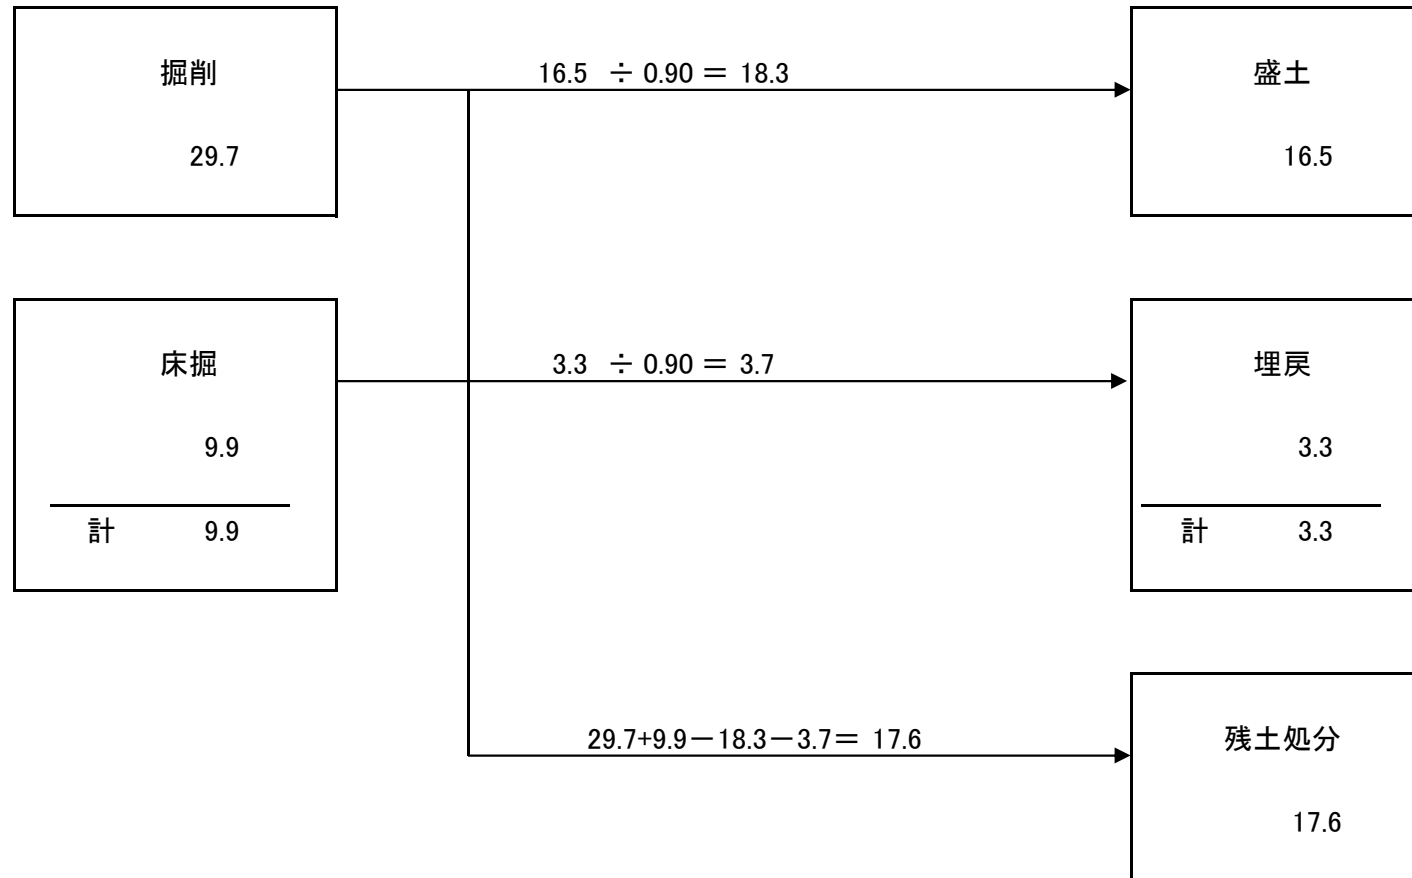 掘削 16.5 ÷ 0.90 ＝ 18.3 盛土
29.7 16.5
床掘 3.3 ÷ 0.90 ＝ 3.7 埋戻
9.9 3.3
計 9.9 計 3.3
29.7+9.9－18.3－3.7＝ 17.6 残土処分
17.6